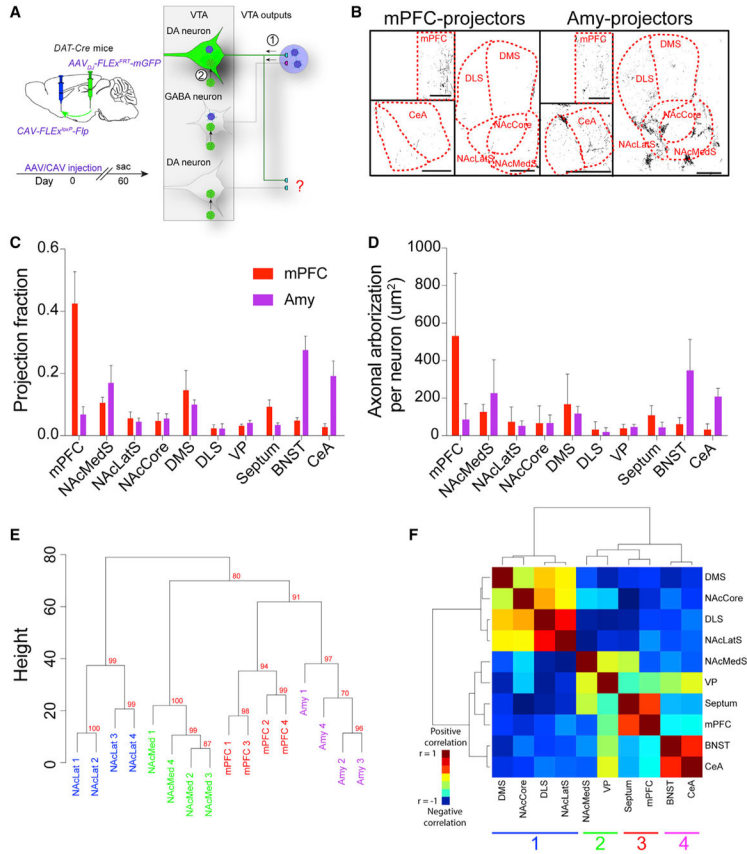 A
VTA
VTA outputs
DAT-Cre mice
AAV_DJ-FLEx^FRT-mGFP
CAV-FLEx^loxP-Flp
AAV/CAV injection
sac
Day
0
60
DA neuron
GABA neuron
DA neuron
1
2
?
B
mPFC-projectors
Amy-projectors
mPFC
DMS
DLS
CeA
NAcCore
NAcLatS
NAcMedS
mPFC
DMS
DLS
CeA
NAcCore
NAcLatS
NAcMedS
C
Projection fraction
0.6
0.4
0.2
0.0
mPFC
Amy
mPFC
NAcMedS
NAcLatS
NAcCore
DMS
DLS
VP
Septum
BNST
CeA
D
Axonal arborization
per neuron (um²)
1000
800
600
400
200
0
mPFC
NAcMedS
NAcLatS
NAcCore
DMS
DLS
VP
Septum
BNST
CeA
E
Height
80
60
40
20
0
80
91
99
97
94
100
99
70
99
98
100
99
87
96
NAcLat 1
NAcLat 2
NAcLat 3
NAcLat 4
NAcMed 1
NAcMed 4
NAcMed 2
NAcMed 3
mPFC 1
mPFC 3
mPFC 2
mPFC 4
Amy 1
Amy 4
Amy 2
Amy 3
F
DMS
NAcCore
DLS
NAcLatS
NAcMedS
VP
Septum
mPFC
BNST
CeA
Positive
correlation
r = 1
r = -1
Negative
correlation
DMS
NAcCore
DLS
NAcLatS
NAcMedS
VP
Septum
mPFC
BNST
CeA
1
2
3
4